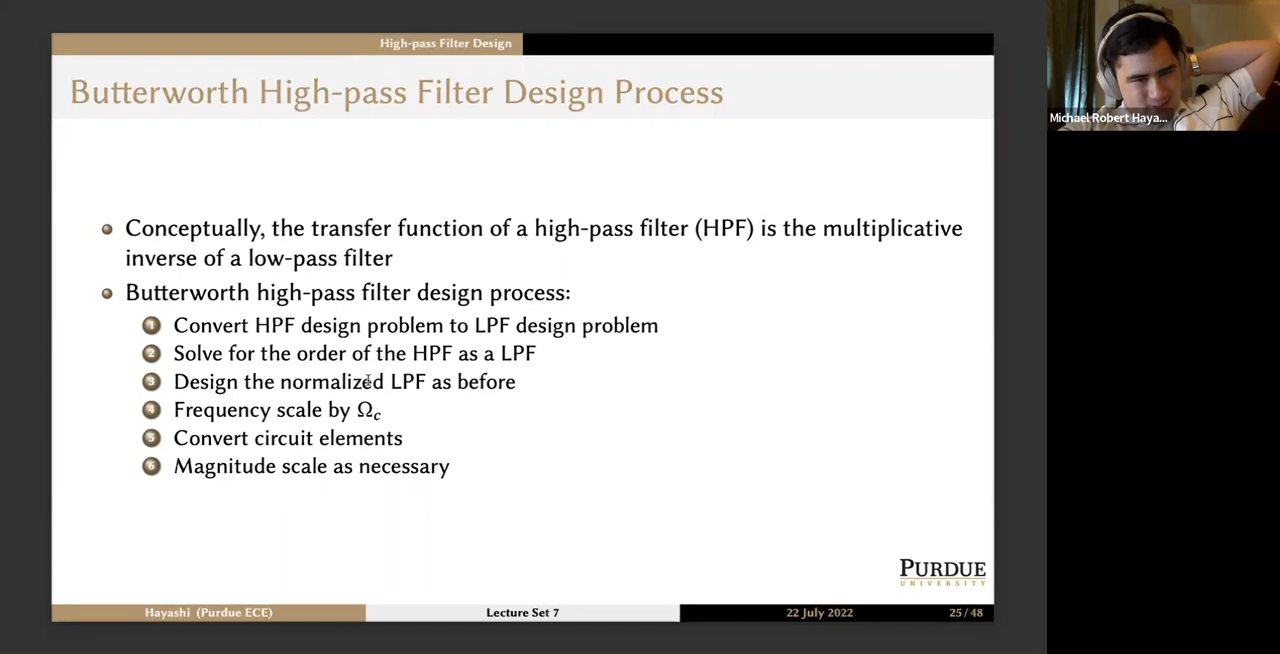 High-pass Filter Design
Butterworth High-pass Filter Design Process
Michael Robert Haya...
Conceptually, the transfer function of a high-pass filter (HPF) is the multiplicative
inverse of a low-pass filter
Butterworth high-pass filter design process:
1 Convert HPF design problem to LPF design problem
2 Solve for the order of the HPF as a LPF
3 Design the normalized LPF as before
4 Frequency scale by Ωc
5 Convert circuit elements
6 Magnitude scale as necessary
PURDUE
UNIVERSITY
Hayashi (Purdue ECE) Lecture Set 7 22 July 2022 25 / 48